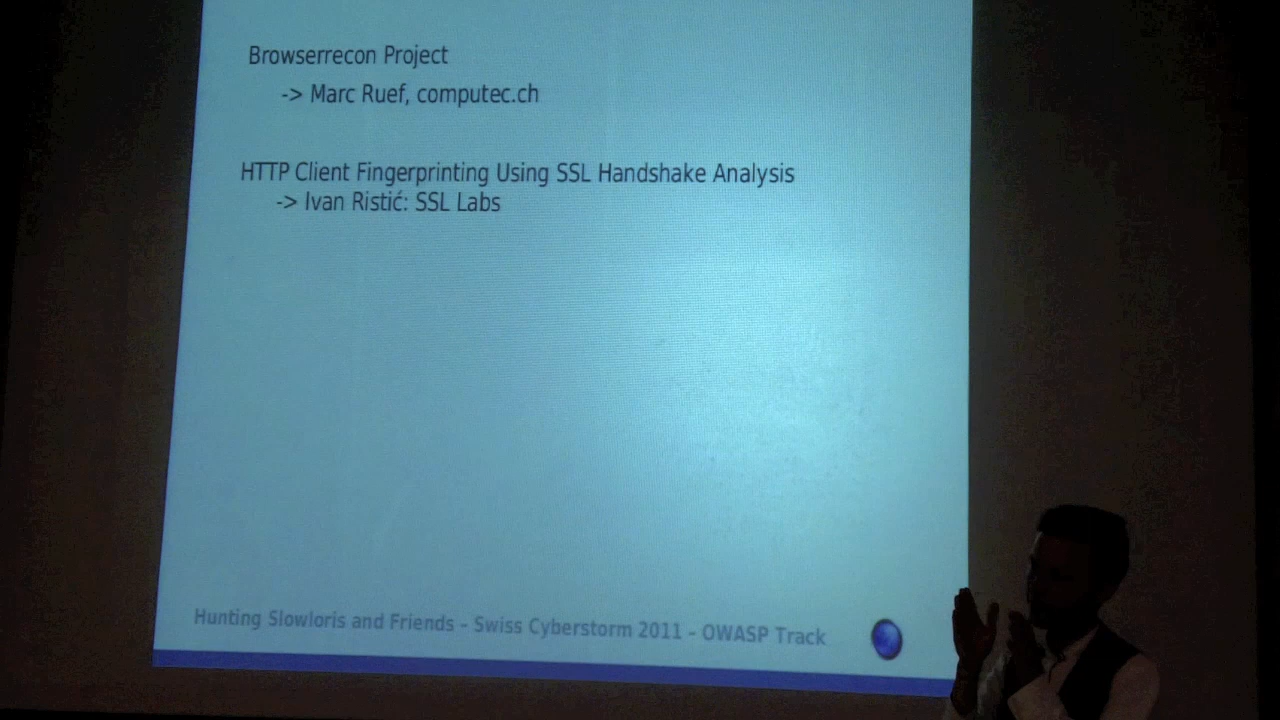 Browserrecon Project
-> Marc Ruef, computec.ch
HTTP Client Fingerprinting Using SSL Handshake Analysis
-> Ivan Ristić: SSL Labs
Hunting Slowloris and Friends – Swiss Cyberstorm 2011 – OWASP Track